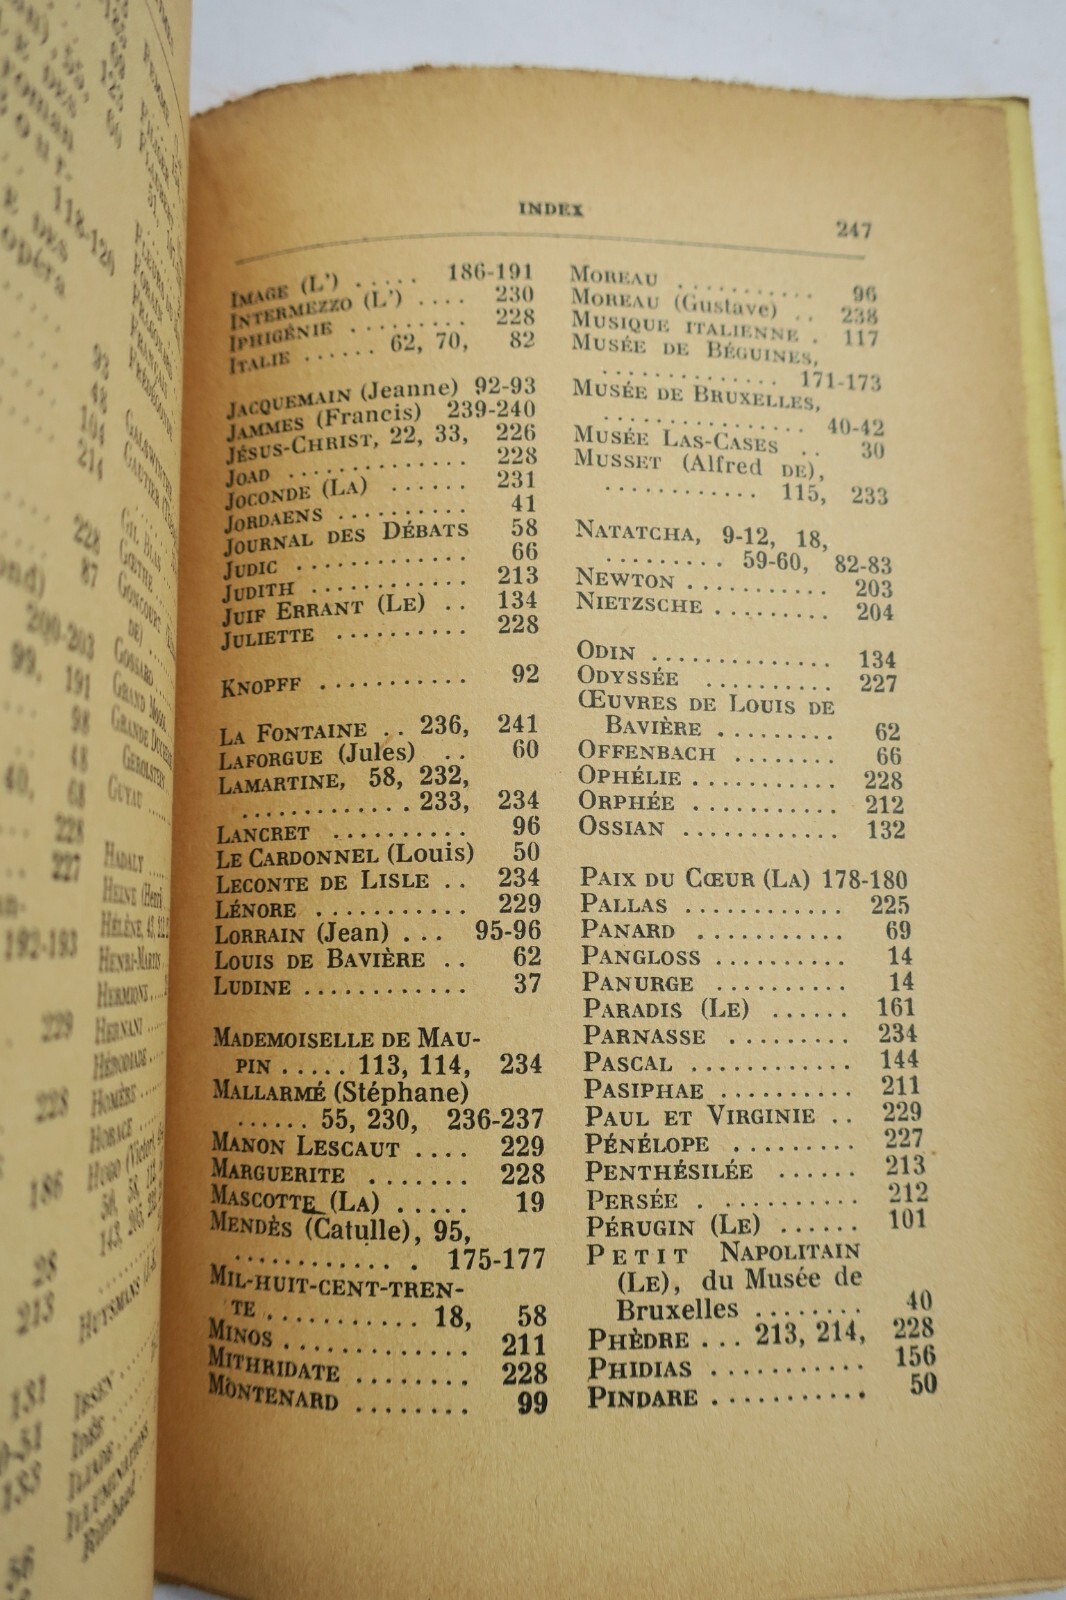 INDEX
247
IMAGE (L') ..... 186-191
INTERMEZZO (L') .... 230
IPHIGÉNIE ......... 228
ITALIE ...... 62, 70, 82
JACQUEMAIN (Jeanne) 92-93
JAMMES (Francis) 239-240
JÉSUS-CHRIST, 22, 33, 226
JOAD ............. 228
JOCONDE (LA) ...... 231
JORDAENS .......... 41
JOURNAL DES DÉBATS 58
JUDIC ............. 66
JUDITH ............ 213
JUIF ERRANT (LE) .. 134
JULIETTE .......... 228
KNOPFF ........... 92
LA FONTAINE .. 236, 241
LAFORGUE (Jules) .. 60
LAMARTINE, 58, 232,
............ 233, 234
LANCRET .......... 96
LE CARDONNEL (Louis) 50
LECONTE DE LISLE .. 234
LÉNORE ........... 229
LORRAIN (Jean) ... 95-96
LOUIS DE BAVIÈRE .. 62
LUDINE ............ 37
MADEMOISELLE DE MAU-
PIN ..... 113, 114, 234
MALLARMÉ (Stéphane)
...... 55, 230, 236-237
MANON LESCAUT .... 229
MARGUERITE ....... 228
MASCOTTE (LA) ..... 19
MENDÈS (Catulle), 95,
............. 175-177
MIL-HUIT-CENT-TREN-
TE ........... 18, 58
MINOS ............. 211
MITHRIDATE ........ 228
MONTENARD ........ 99
MOREAU ........... 96
MOREAU (Gustave) .. 238
MUSIQUE ITALIENNE . 117
MUSÉE DE BÉGUINES,
.............. 171-173
MUSÉE DE BRUXELLES,
................ 40-42
MUSÉE LAS-CASES .. 30
MUSSET (Alfred DE),
............ 115, 233
NATATCHA, 9-12, 18,
......... 59-60, 82-83
NEWTON ........... 203
NIETZSCHE ......... 204
ODIN .............. 134
ODYSSÉE .......... 227
ŒUVRES DE LOUIS DE
BAVIÈRE ......... 62
OFFENBACH ........ 66
OPHÉLIE ............ 228
ORPHÉE ........... 212
OSSIAN ............ 132
PAIX DU CŒUR (LA) 178-180
PALLAS ............ 225
PANARD ........... 69
PANGLOSS .......... 14
PANURGE .......... 14
PARADIS (LE) ...... 161
PARNASSE ......... 234
PASCAL ............ 144
PASIPHAE .......... 211
PAUL ET VIRGINIE .. 229
PÉNÉLOPE ......... 227
PENTHÉSILÉE ...... 213
PERSÉE . .......... 212
PÉRUGIN (LE) ...... 101
PETIT NAPOLITAIN
(LE), du Musée de
Bruxelles ........ 40
PHÈDRE ... 213, 214, 228
PHIDIAS ........... 156
PINDARE ............ 50